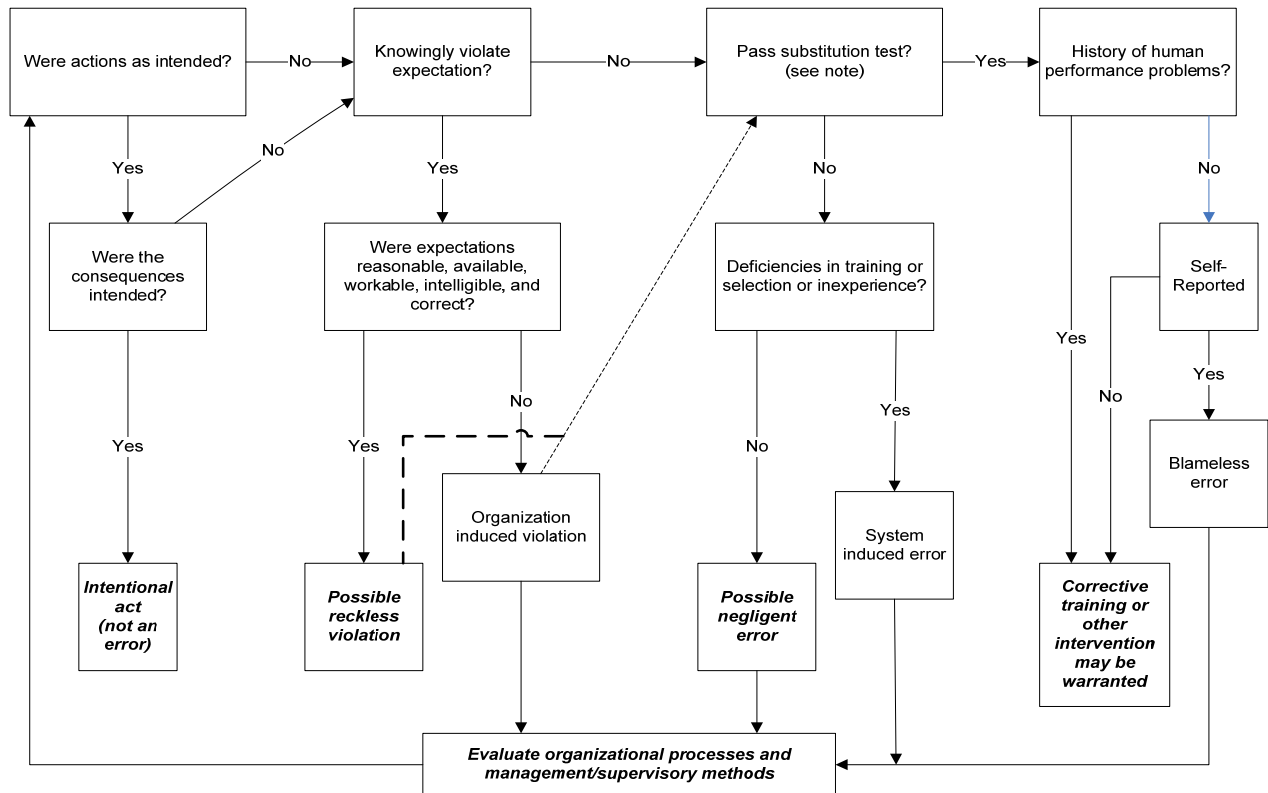 Were actions as intended?
No
Knowingly violate
expectation?
No
Pass substitution test?
(see note)
Yes
History of human
performance problems?
Yes
No
Yes
No
No
Were the
consequences
intended?
Were expectations
reasonable, available,
workable, intelligible, and
correct?
Deficiencies in training or
selection or inexperience?
Self-
Reported
Yes
Yes
No
No
Yes
Yes
No
Yes
Organization
induced violation
System
induced error
Blameless
error
Intentional
act
(not an
error)
Possible
reckless
violation
Possible
negligent
error
Corrective
training or
other
intervention
may be
warranted
Evaluate organizational processes and
management/supervisory methods